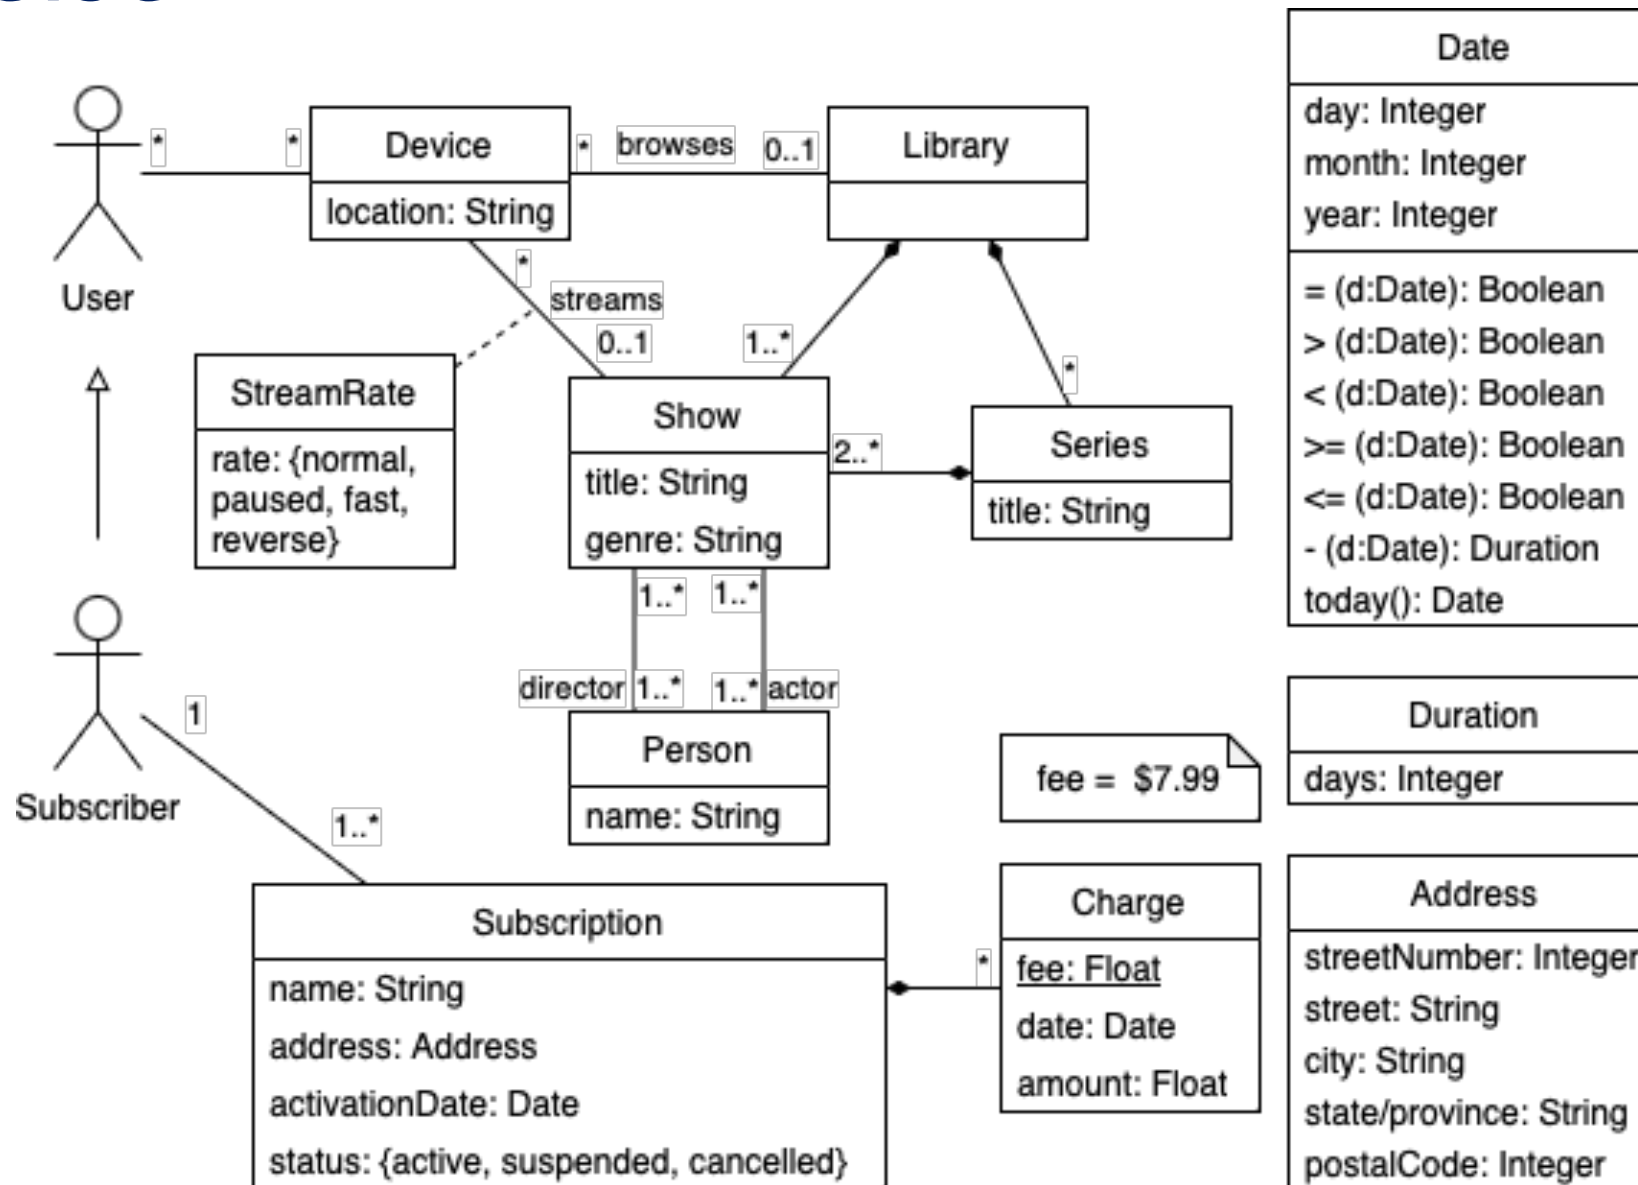 User
*
*
Device
location: String
*
browses
0..1
Library
*
streams
0..1
1..*
*
StreamRate
rate: {normal,
paused, fast,
reverse}
Show
title: String
genre: String
2..*
Series
title: String
1..*
1..*
director
1..*
1..*
actor
Person
name: String
Subscriber
1
1..*
Subscription
name: String
address: Address
activationDate: Date
status: {active, suspended, cancelled}
*
fee = $7.99
Charge
fee: Float
date: Date
amount: Float
Date
day: Integer
month: Integer
year: Integer
= (d:Date): Boolean
> (d:Date): Boolean
< (d:Date): Boolean
>= (d:Date): Boolean
<= (d:Date): Boolean
- (d:Date): Duration
today(): Date
Duration
days: Integer
Address
streetNumber: Integer
street: String
city: String
state/province: String
postalCode: Integer